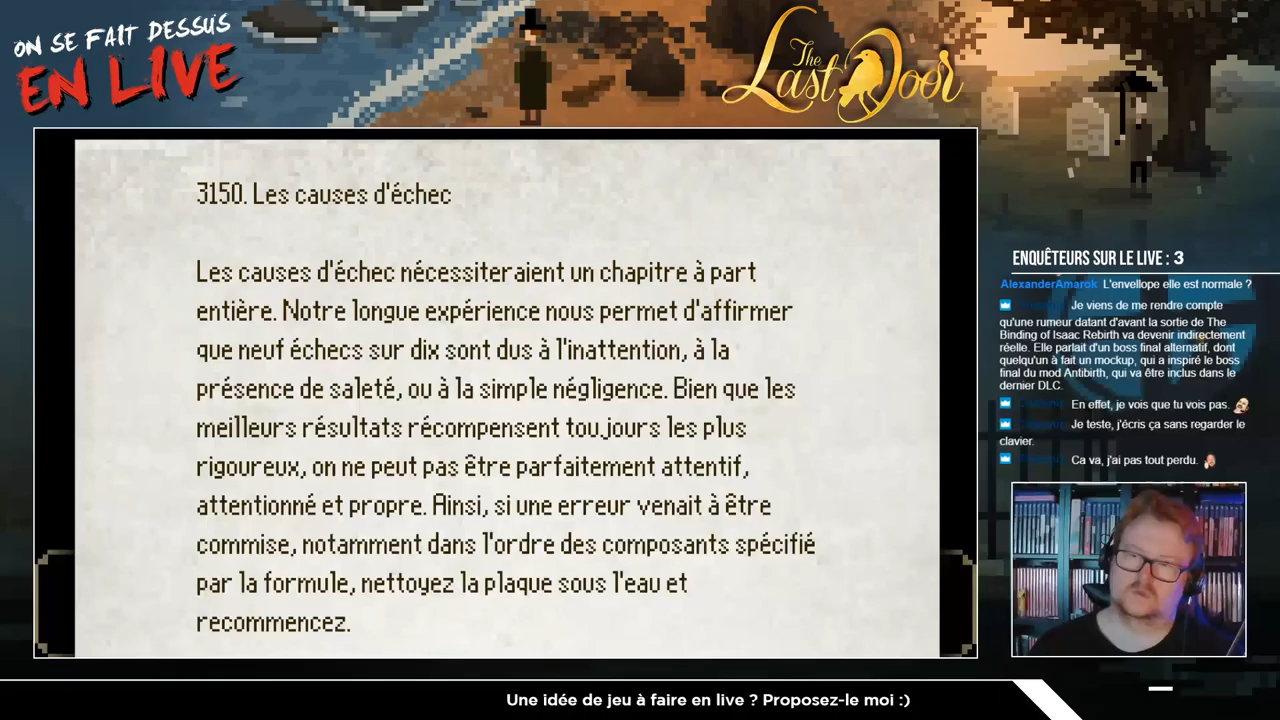 ON SE FAIT DESSUS
EN LIVE
The
Last Door
3150. Les causes d'échec
Les causes d'échec nécessiteraient un chapitre à part
entière. Notre longue expérience nous permet d'affirmer
que neuf échecs sur dix sont dus à l'inattention, à la
présence de saleté, ou à la simple négligence. Bien que les
meilleurs résultats récompensent toujours les plus
rigoureux, on ne peut pas être parfaitement attentif,
attentionné et propre. Ainsi, si une erreur venait à être
commise, notamment dans l'ordre des composants spécifié
par la formule, nettoyez la plaque sous l'eau et
recommencez.
ENQUÊTEURS SUR LE LIVE : 3
AlexanderAmarok L'envellope elle est normale ?
Je viens de me rendre compte
qu'une rumeur datant d'avant la sortie de The
Binding of Isaac Rebirth va devenir indirectement
réelle. Elle parlait d'un boss final alternatif, dont
quelqu'un à fait un mockup, qui a inspiré le boss
final du mod Antibirth, qui va être inclus dans le
dernier DLC.
En effet, je vois que tu vois pas.
Je teste, j'écris ça sans regarder le
clavier.
Ca va, j'ai pas tout perdu.
Une idée de jeu à faire en live ? Proposez-le moi :)